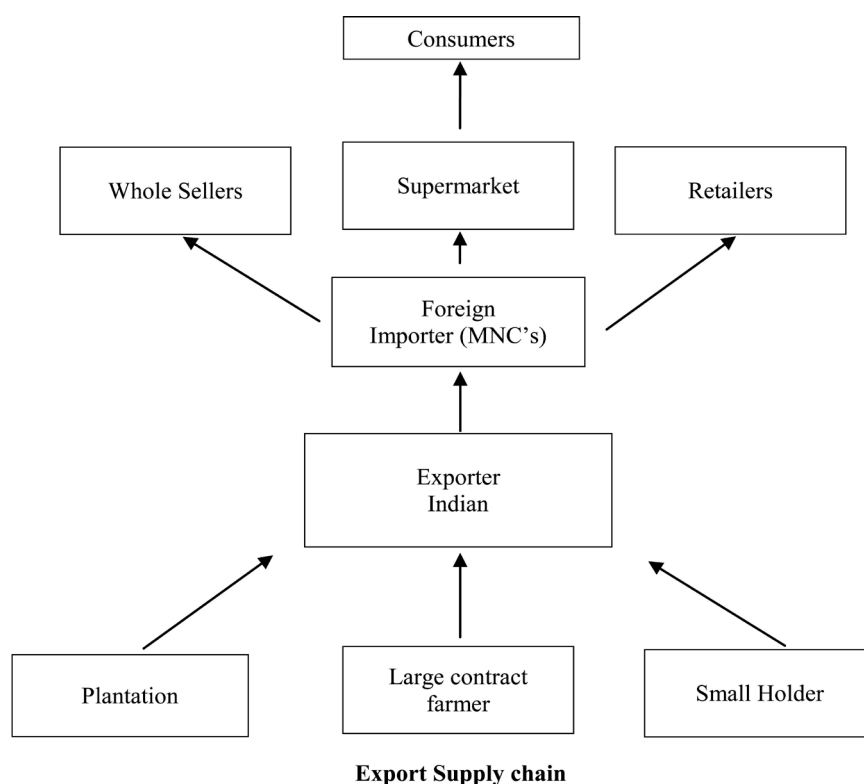 Consumers
Whole Sellers
Supermarket
Retailers
Foreign
Importer (MNC's)
Exporter
Indian
Plantation
Large contract
farmer
Small Holder
Export Supply chain